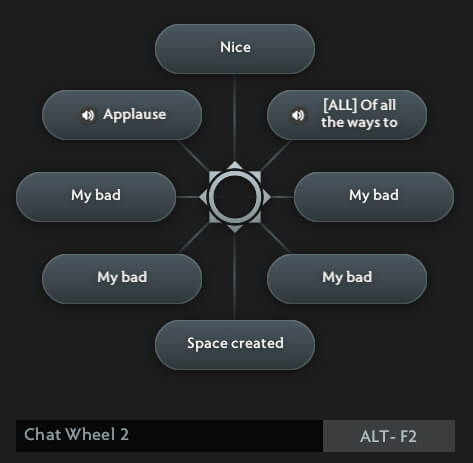 Nice
Applause
[ALL] Of all
the ways to
My bad
My bad
My bad
My bad
Space created
Chat Wheel 2
ALT- F2